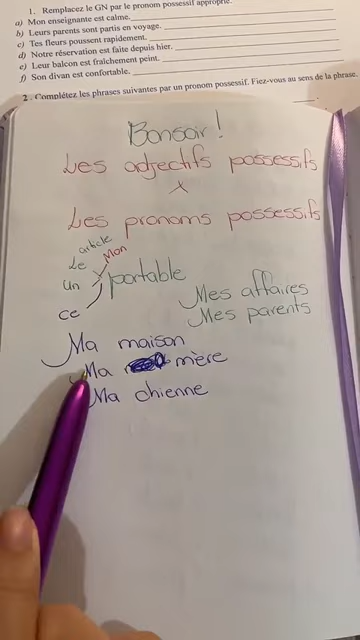 1. Remplacez le GN par le pronom possessif approprié.
a) Mon enseignante est calme.
b) Leurs parents sont partis en voyage.
c) Tes fleurs poussent rapidement.
d) Notre réservation est faite depuis hier.
e) Leur balcon est fraîchement peint.
f) Son divan est confortable.
2. Complétez les phrases suivantes par un pronom possessif. Fiez-vous au sens de la phrase.
Bonsoir !
Les adjectifs possessifs
x
Les pronoms possessifs
article
Mon
Le
Un
portable
ce
Mes affaires
Mes parents
Ma maison
Ma mère
Ma chienne